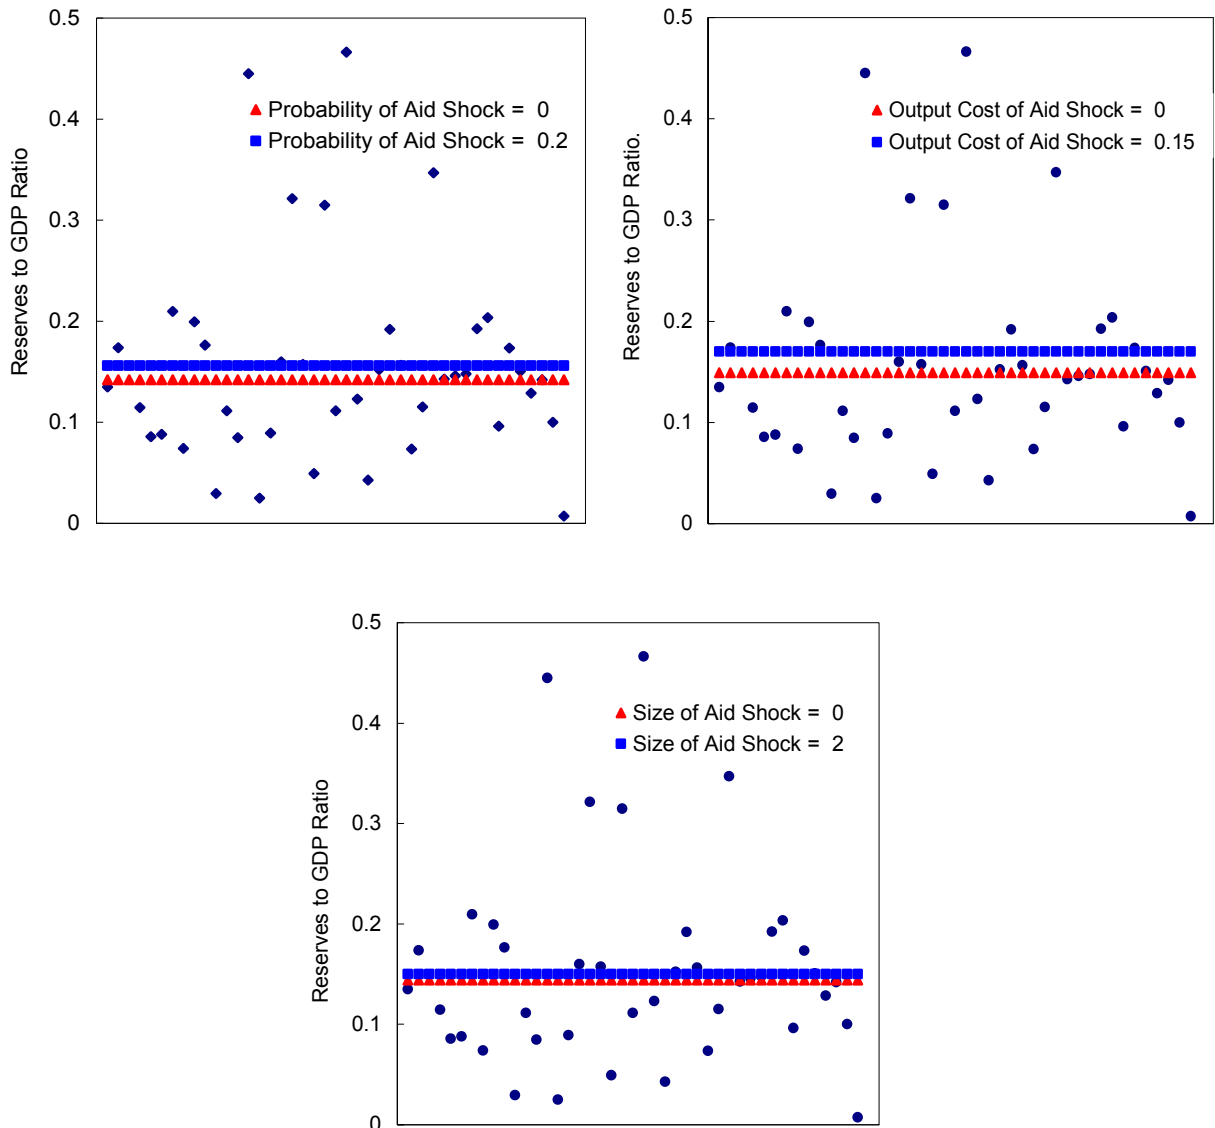 0.5
0.4
0.3
0.2
0.1
0
Reserves to GDP Ratio
Probability of Aid Shock = 0
Probability of Aid Shock = 0.2
0.5
0.4
0.3
0.2
0.1
0
Reserves to GDP Ratio.
Output Cost of Aid Shock = 0
Output Cost of Aid Shock = 0.15
0.5
0.4
0.3
0.2
0.1
0
Reserves to GDP Ratio
Size of Aid Shock = 0
Size of Aid Shock = 2